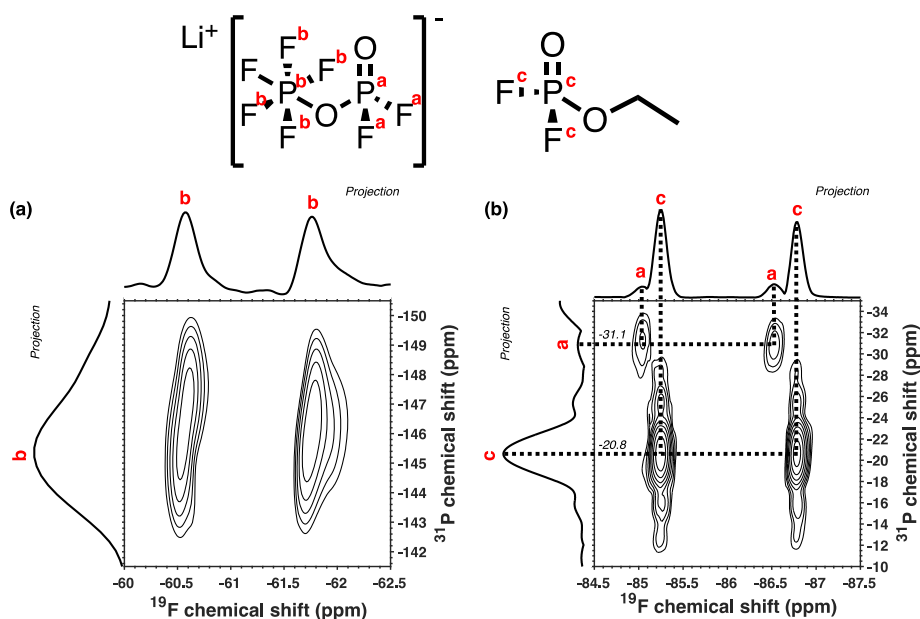 Li+
-
F b
F
F b
P b
F b
F b
O
O
P a
F a
F a
O
P c
F c
F c
O
(a)
Projection
b
b
Projection
b
-150
-149
-148
-147
-146
-145
-144
-143
-142
31P chemical shift (ppm)
-60 -60.5 -61 -61.5 -62 -62.5
19F chemical shift (ppm)
(b)
Projection
c
c
a
a
Projection
a
c
-31.1
-20.8
-34
-32
-30
-28
-24
-22
-20
-18
-16
-14
-12
-10
31P chemical shift (ppm)
-84.5 -85 -85.5 -86 -86.5 -87 -87.5
19F chemical shift (ppm)